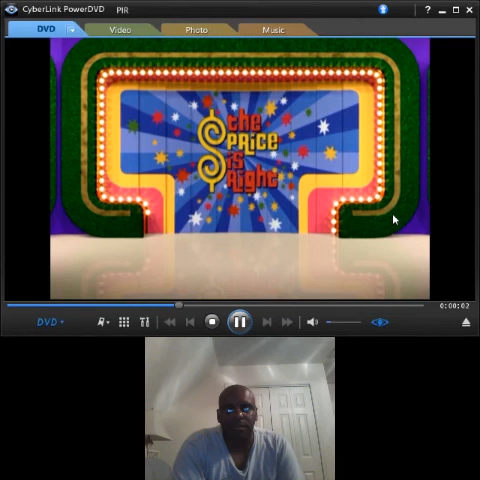 CyberLink PowerDVD PIR
DVD Video Photo Music
the
PRICE
iS
Right
0:00:02
DVD